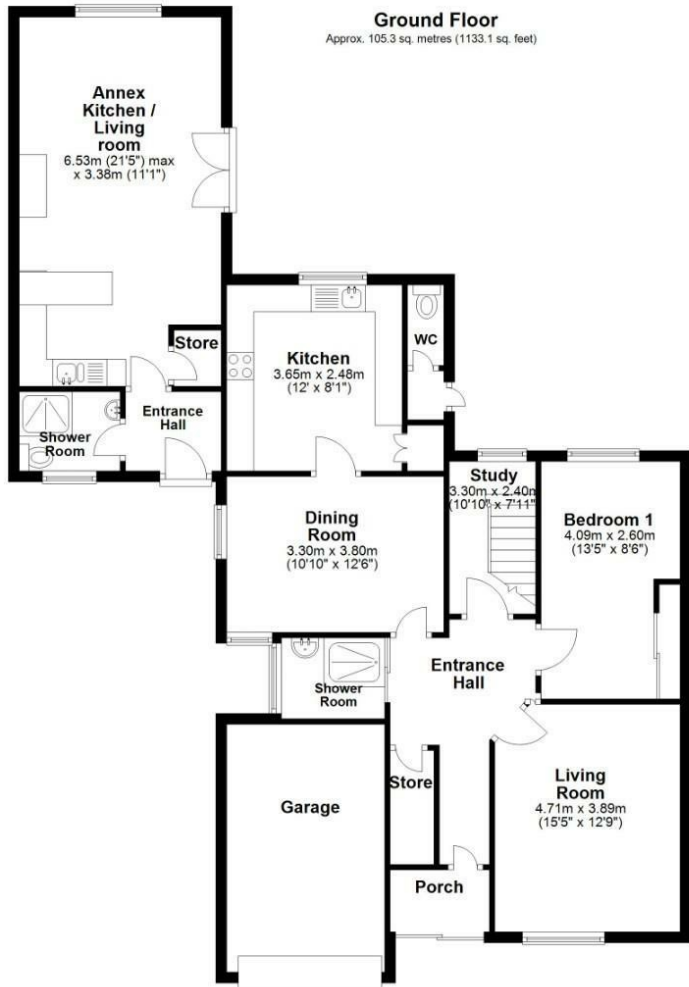 Ground Floor
Approx. 105.3 sq. metres (1133.1 sq. feet)
Annex
Kitchen /
Living
room
6.53m (21'5") max
x 3.38m (11'1")
Store
Kitchen
3.65m x 2.48m
(12' x 8'1")
WC
Shower
Room
Entrance
Hall
Study
3.30m x 2.40m
(10'10" x 7'11")
Bedroom 1
4.09m x 2.60m
(13'5" x 8'6")
Dining
Room
3.30m x 3.80m
(10'10" x 12'6")
Shower
Room
Entrance
Hall
Garage
Store
Living
Room
4.71m x 3.89m
(15'5" x 12'9")
Porch